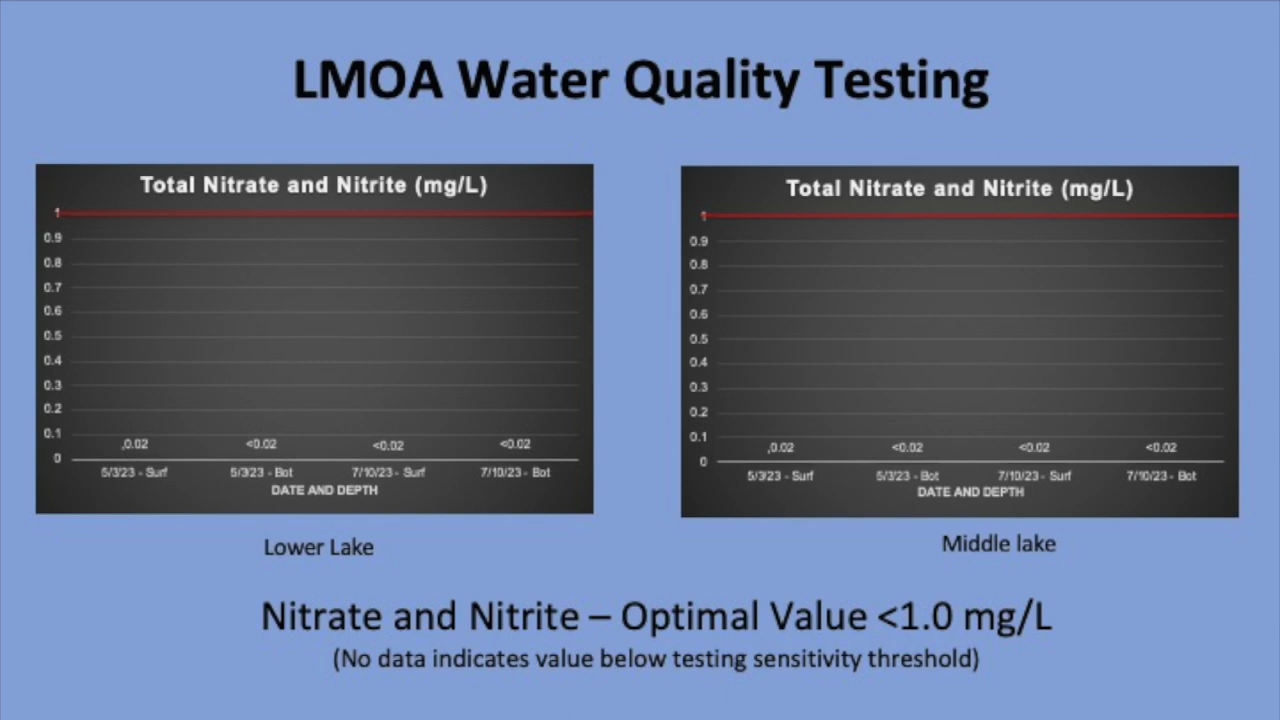 LMOA Water Quality Testing
Total Nitrate and Nitrite (mg/L)
1
0.9
0.8
0.7
0.6
0.5
0.4
0.3
0.2
0.1
0
,0.02 <0.02 <0.02 <0.02
5/3/23 - Surf 5/3/23 - Bot 7/10/23 - Surf 7/10/23 - Bot
DATE AND DEPTH
Lower Lake
Total Nitrate and Nitrite (mg/L)
1
0.9
0.8
0.7
0.6
0.5
0.4
0.3
0.2
0.1
0
,0.02 <0.02 <0.02 <0.02
5/3/23 - Surf 5/3/23 - Bot 7/10/23 - Surf 7/10/23 - Bot
DATE AND DEPTH
Middle lake
Nitrate and Nitrite – Optimal Value <1.0 mg/L
(No data indicates value below testing sensitivity threshold)